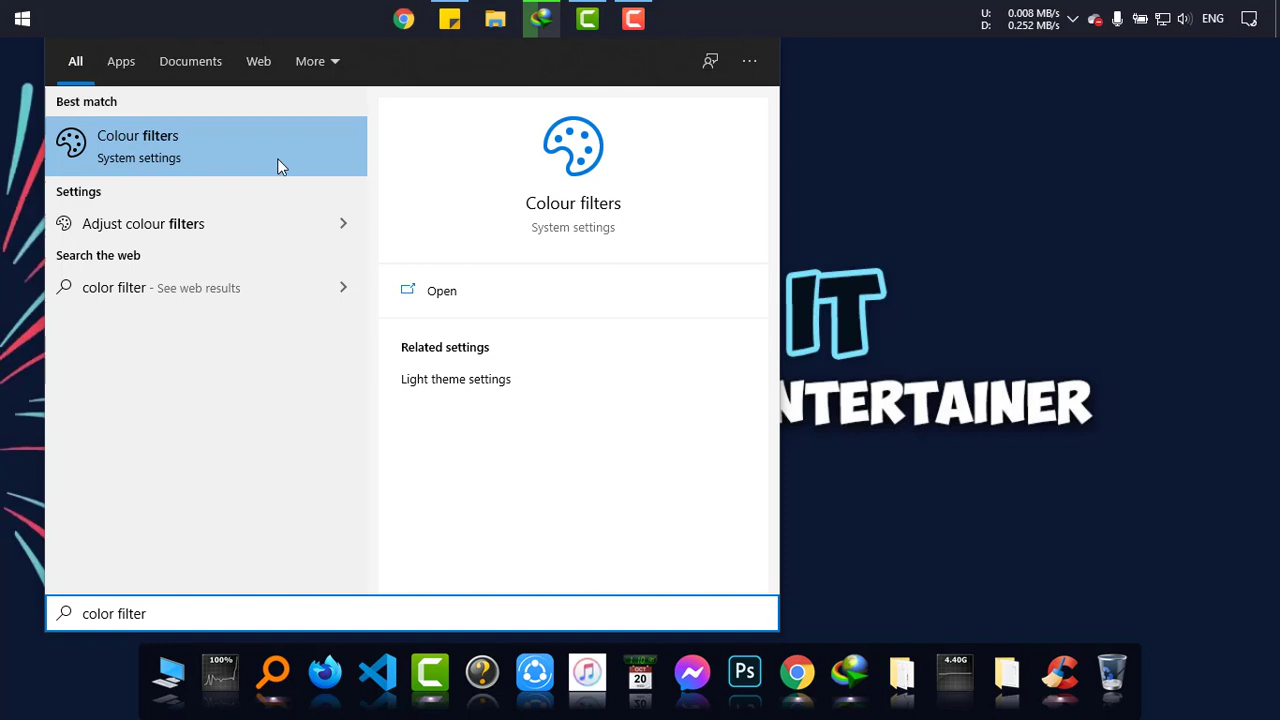 U: 0.008 MB/s
D: 0.252 MB/s
ENG
All Apps Documents Web More
Best match
Colour filters
System settings
Settings
Adjust colour filters
Search the web
color filter - See web results
Colour filters
System settings
Open
Related settings
Light theme settings
IT
NTERTAINER
color filter
100%
OCT
20
Ps
4.40G